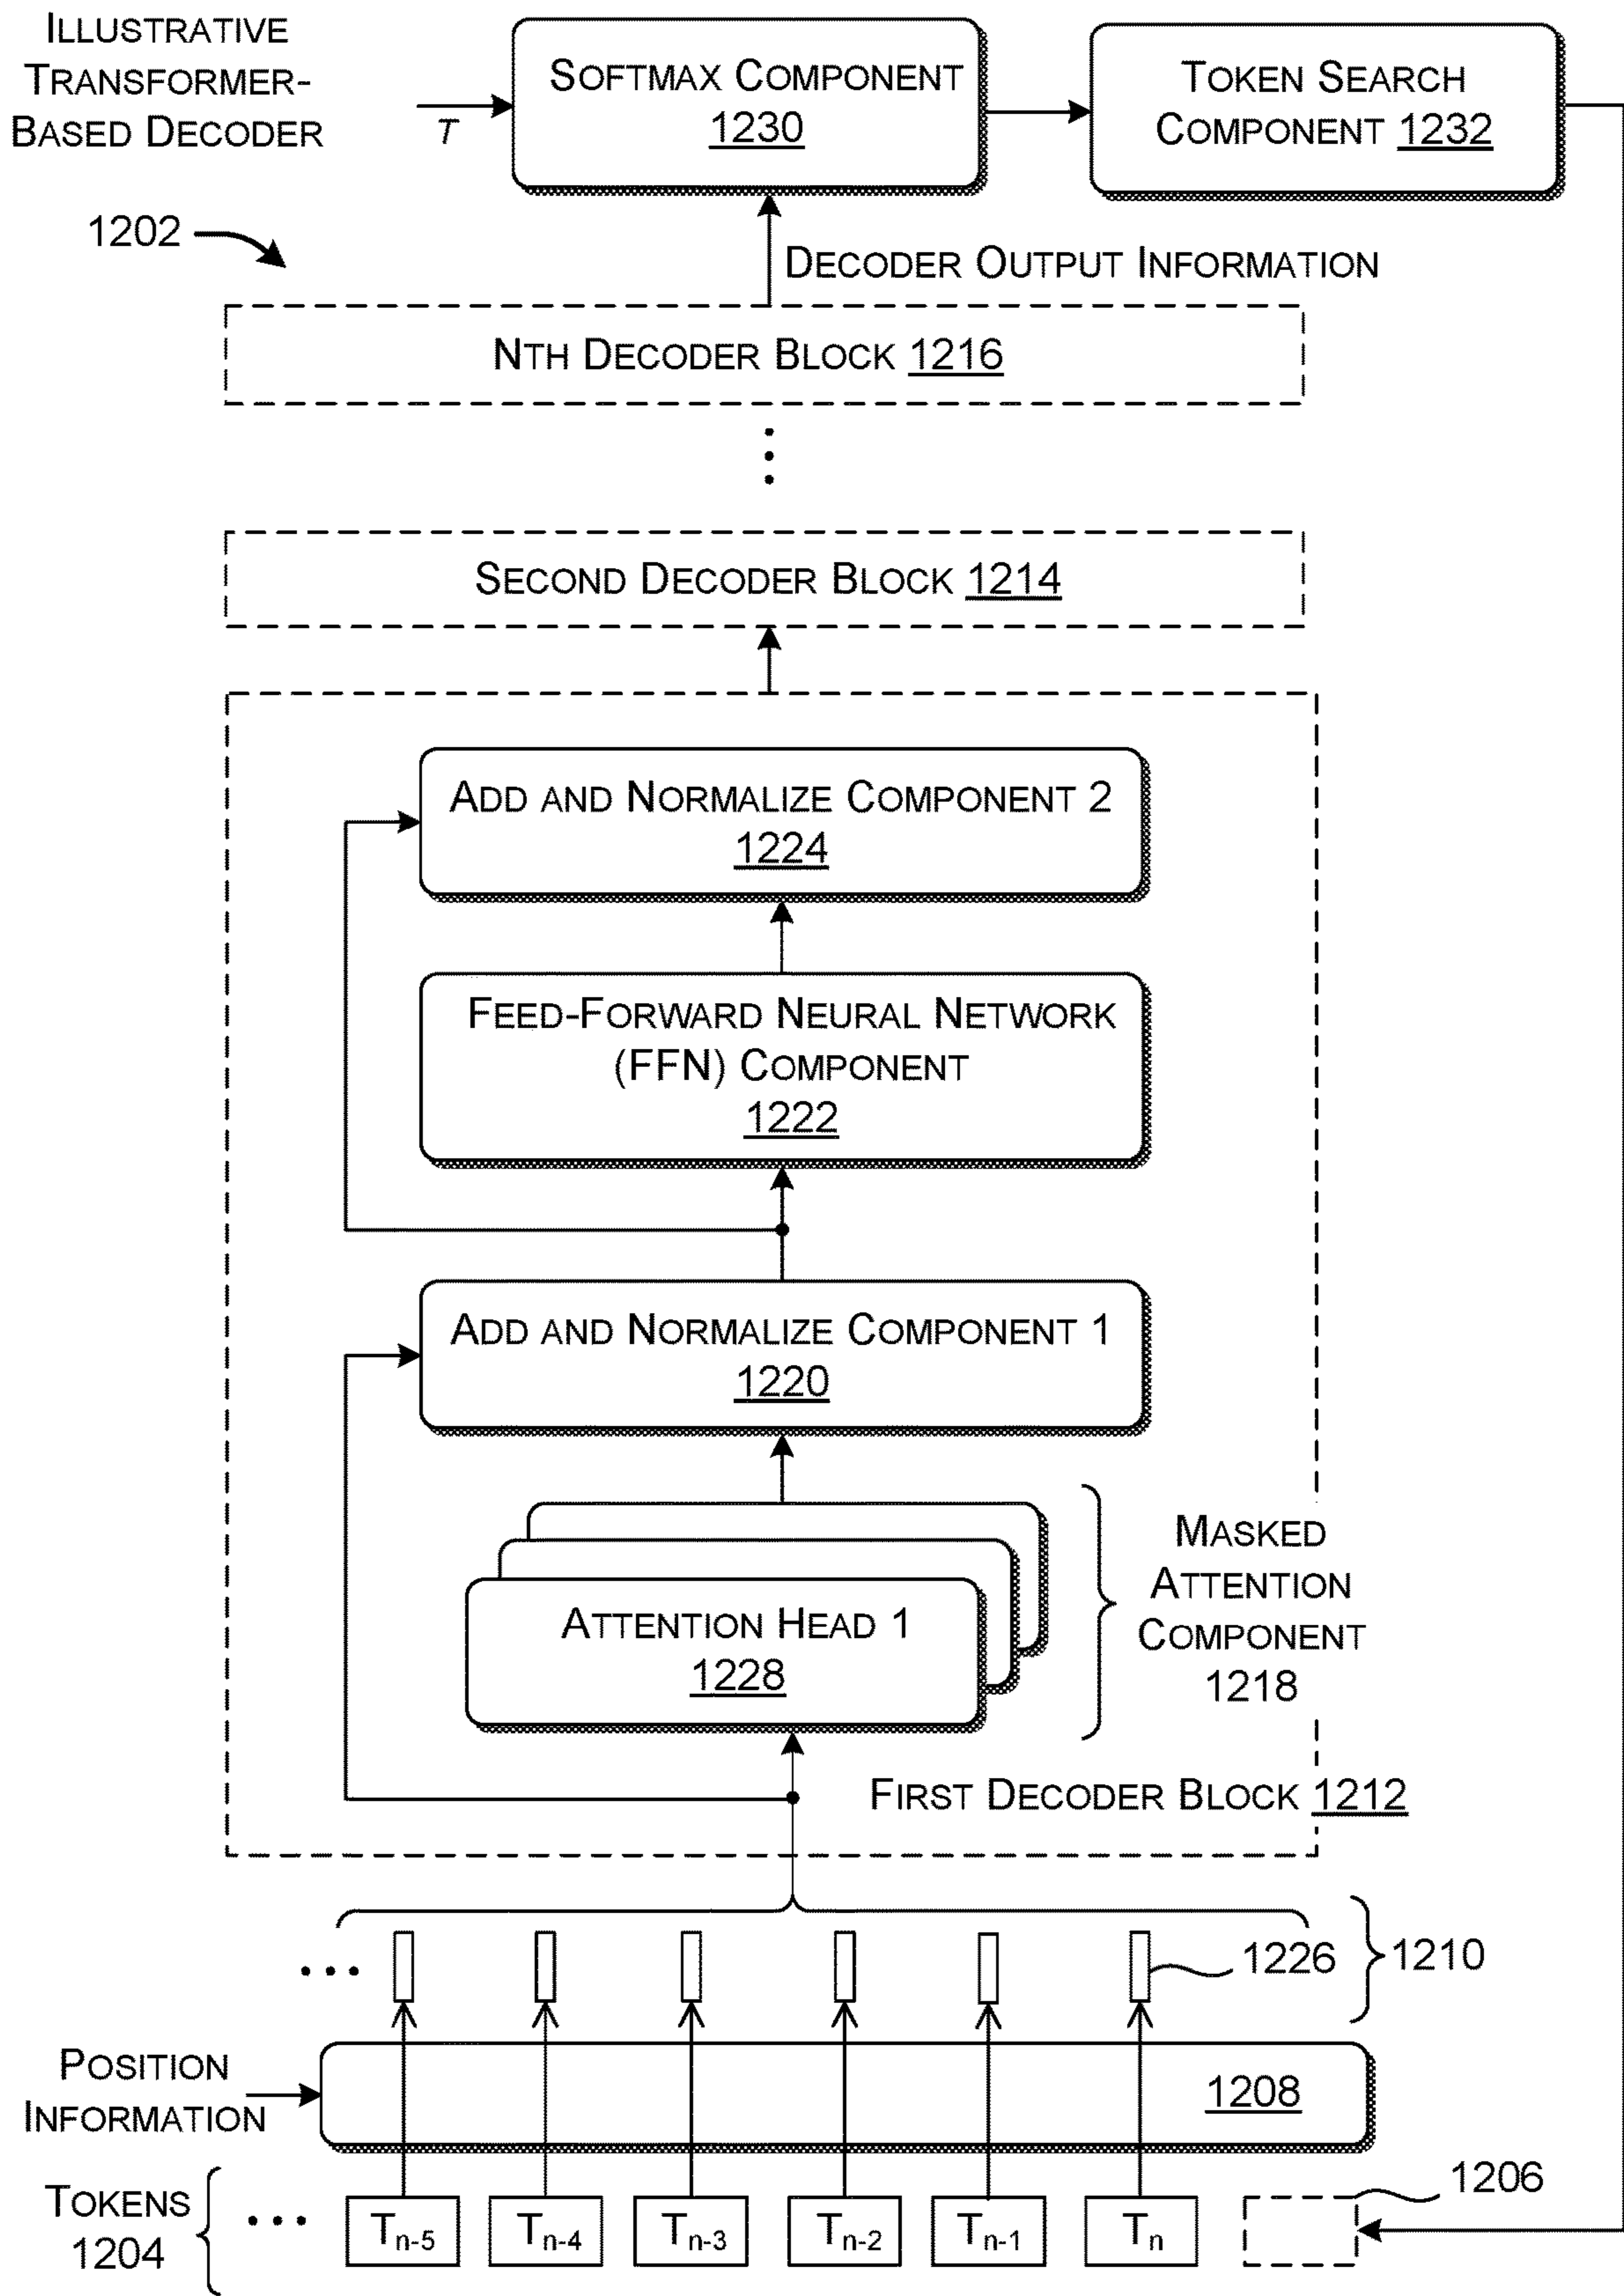 ILLUSTRATIVE
TRANSFORMER-
BASED DECODER
T
SOFTMAX COMPONENT
1230
TOKEN SEARCH
COMPONENT 1232
1202
DECODER OUTPUT INFORMATION
NTH DECODER BLOCK 1216
SECOND DECODER BLOCK 1214
ADD AND NORMALIZE COMPONENT 2
1224
FEED-FORWARD NEURAL NETWORK
(FFN) COMPONENT
1222
ADD AND NORMALIZE COMPONENT 1
1220
ATTENTION HEAD 1
1228
MASKED
ATTENTION
COMPONENT
1218
FIRST DECODER BLOCK 1212
... 1226 1210
POSITION
INFORMATION
1208
1206
TOKENS
1204
... Tn-5 Tn-4 Tn-3 Tn-2 Tn-1 Tn